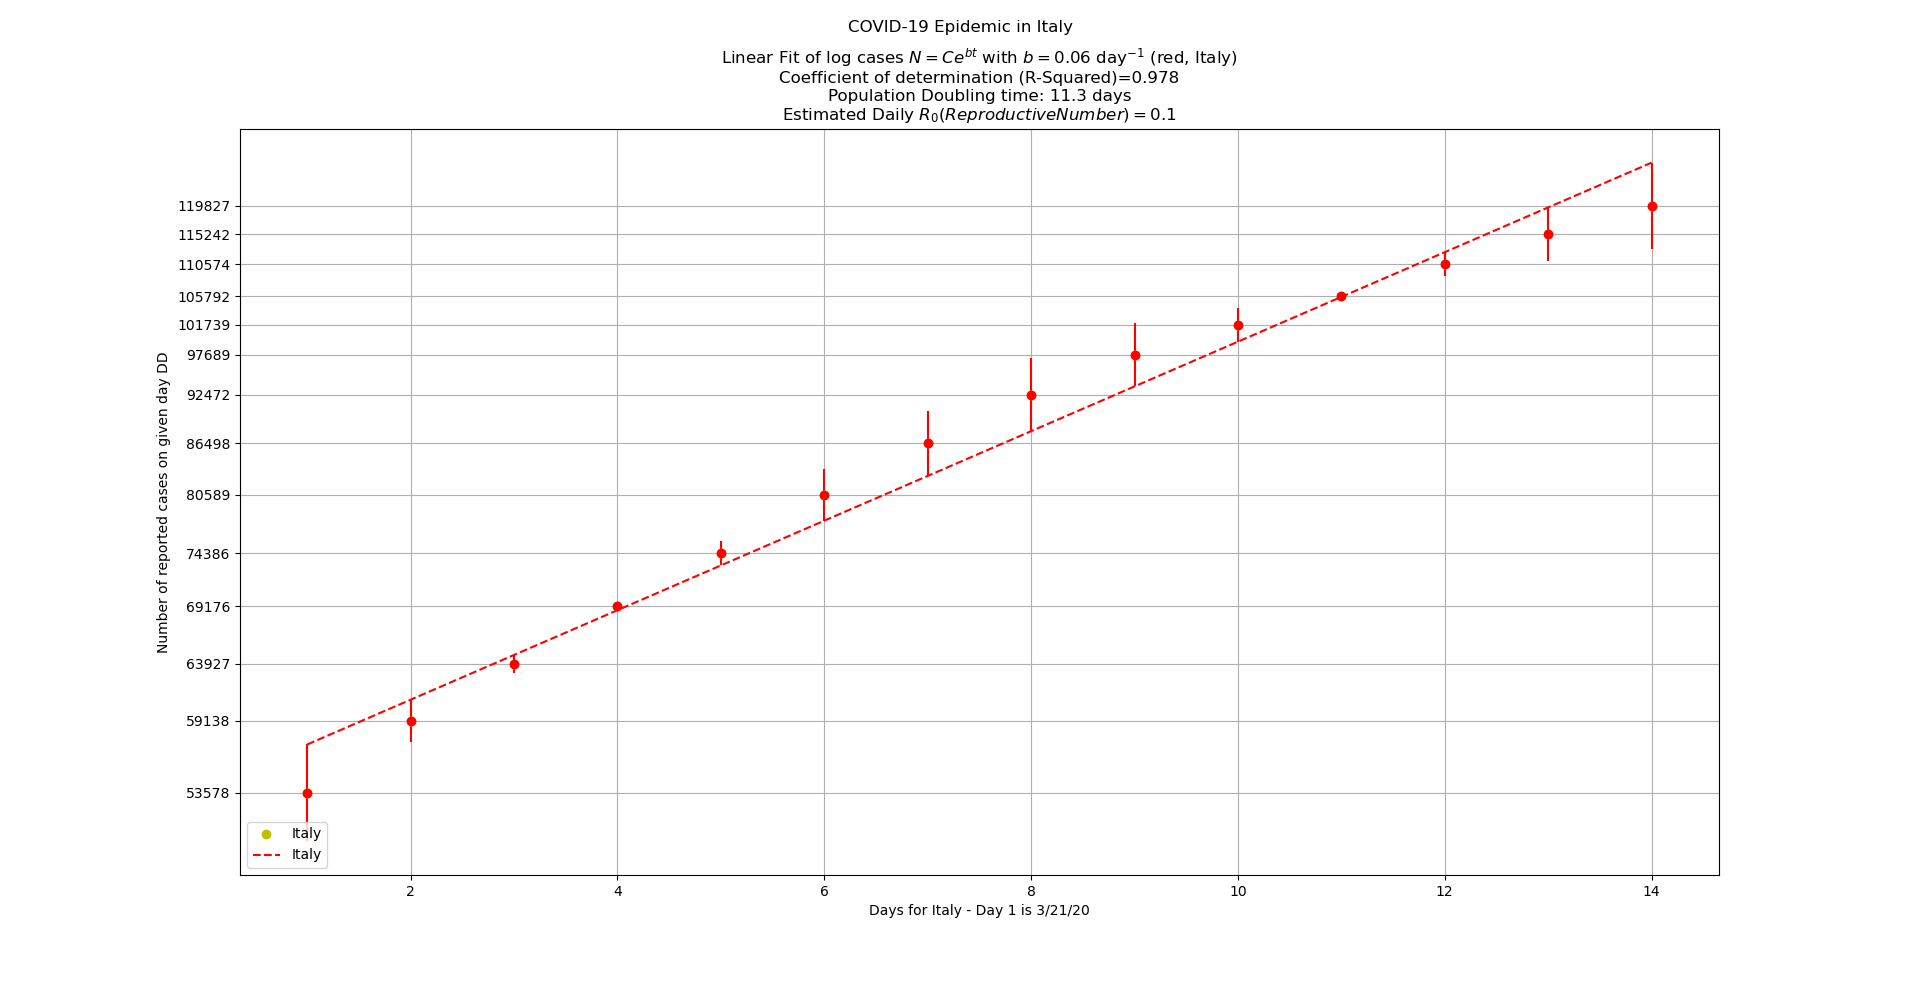 COVID-19 Epidemic in Italy
Linear Fit of log cases $N = Ce^{bt}$ with $b = 0.06$ day$^{-1}$ (red, Italy)
Coefficient of determination (R-Squared)=0.978
Population Doubling time: 11.3 days
Estimated Daily $R_0(ReproductiveNumber) = 0.1$
119827
115242
110574
105792
101739
97689
92472
86498
80589
74386
69176
63927
59138
53578
Number of reported cases on given day DD
Italy
Italy
2 4 6 8 10 12 14
Days for Italy - Day 1 is 3/21/20